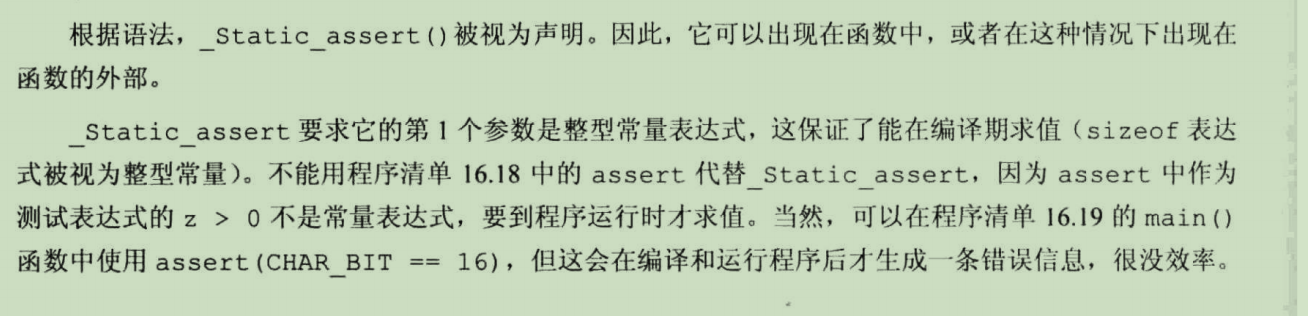 根据语法，_Static_assert()被视为声明。因此，它可以出现在函数中，或者在这种情况下出现在
函数的外部。
_Static_assert 要求它的第 1 个参数是整型常量表达式，这保证了能在编译期求值（sizeof 表达
式被视为整型常量）。不能用程序清单 16.18 中的 assert 代替_Static_assert，因为 assert 中作为
测试表达式的 z > 0 不是常量表达式，要到程序运行时才求值。当然，可以在程序清单 16.19 的 main()
函数中使用 assert(CHAR_BIT == 16)，但这会在编译和运行程序后才生成一条错误信息，很没效率。